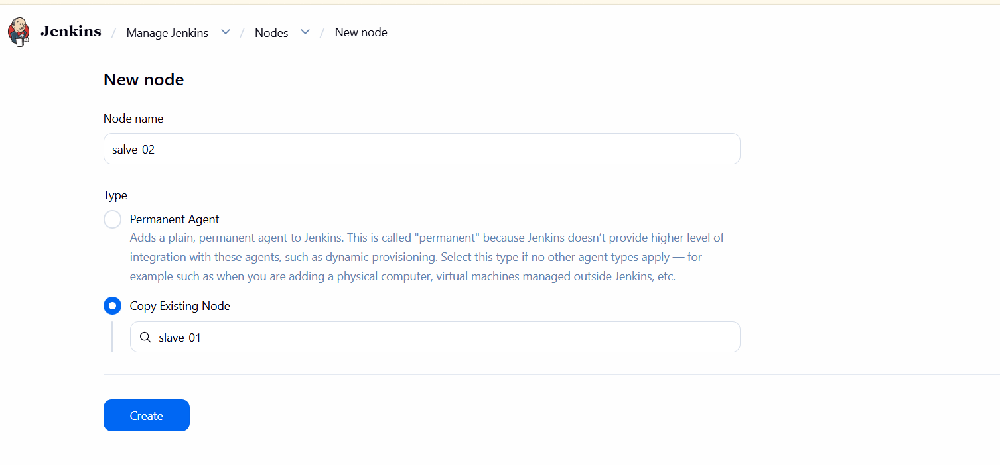 Jenkins / Manage Jenkins / Nodes / New node
New node
Node name
salve-02
Type
Permanent Agent
Adds a plain, permanent agent to Jenkins. This is called "permanent" because Jenkins doesn’t provide higher level of
integration with these agents, such as dynamic provisioning. Select this type if no other agent types apply — for
example such as when you are adding a physical computer, virtual machines managed outside Jenkins, etc.
Copy Existing Node
slave-01
Create